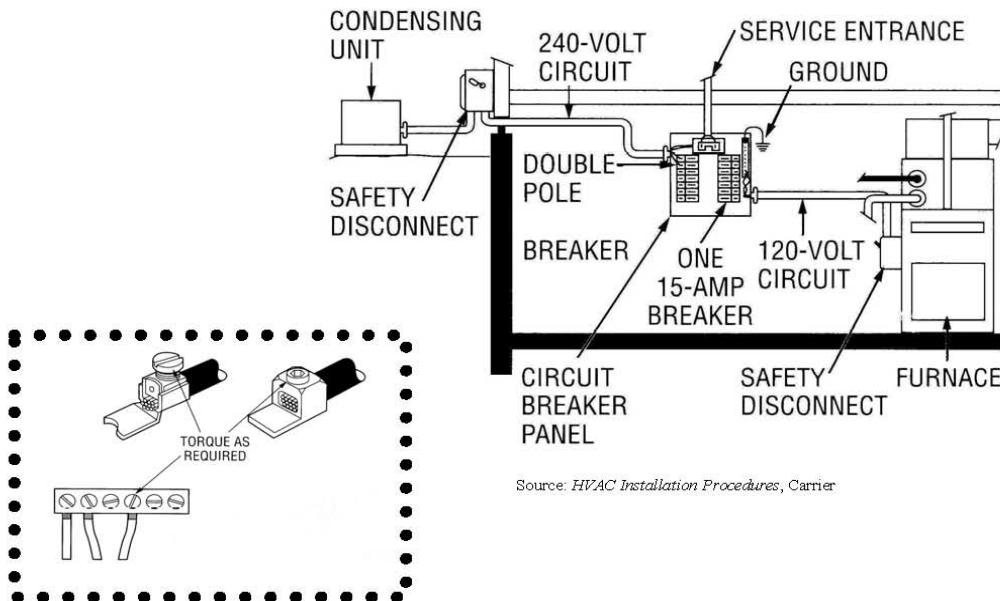 CONDENSING
UNIT
240-VOLT
CIRCUIT
SERVICE ENTRANCE
GROUND
SAFETY
DISCONNECT
DOUBLE
POLE
BREAKER
ONE
15-AMP
BREAKER
120-VOLT
CIRCUIT
CIRCUIT
BREAKER
PANEL
SAFETY
DISCONNECT
FURNACE
TORQUE AS
REQUIRED
Source: HVAC Installation Procedures, Carrier